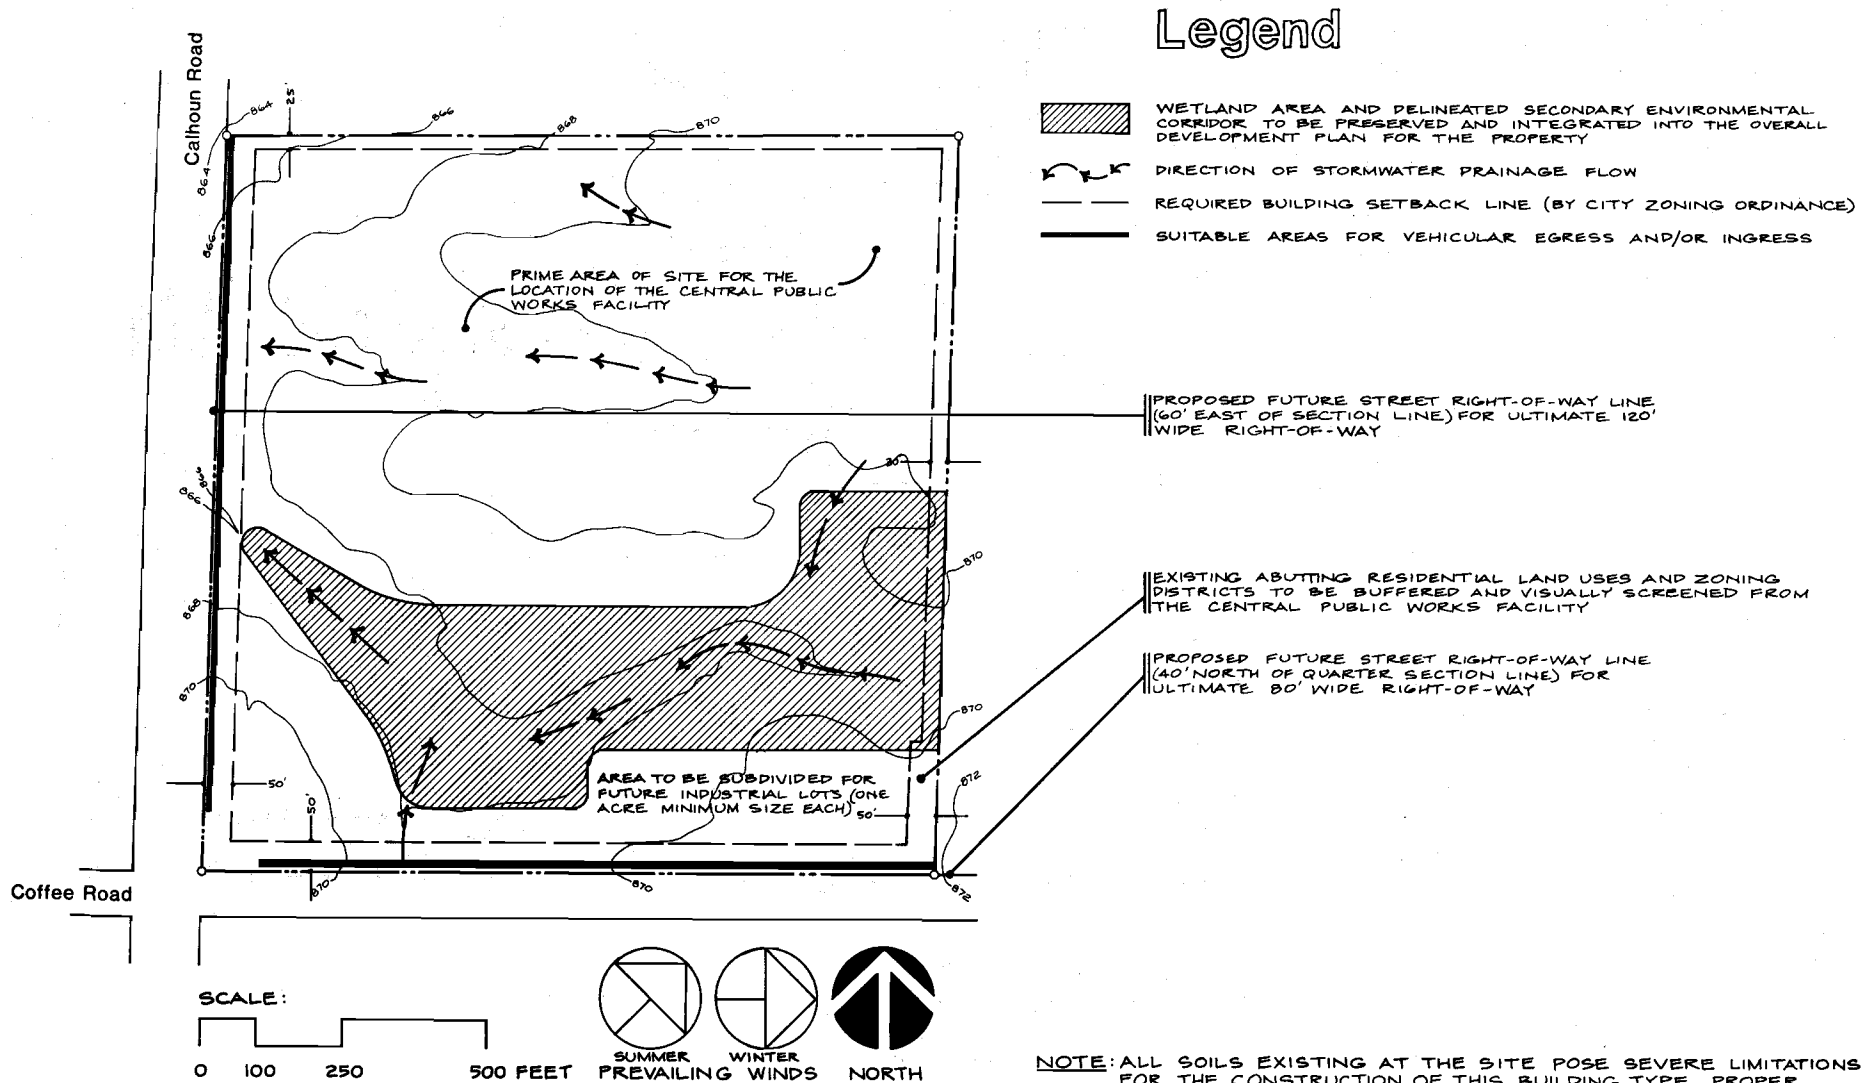 Legend
WETLAND AREA AND DELINEATED SECONDARY ENVIRONMENTAL
CORRIDOR TO BE PRESERVED AND INTEGRATED INTO THE OVERALL
DEVELOPMENT PLAN FOR THE PROPERTY
DIRECTION OF STORMWATER DRAINAGE FLOW
REQUIRED BUILDING SETBACK LINE (BY CITY ZONING ORDINANCE)
SUITABLE AREAS FOR VEHICULAR EGRESS AND/OR INGRESS
Calhoun Road
864
25'
866
868
870
864
866
PRIME AREA OF SITE FOR THE
LOCATION OF THE CENTRAL PUBLIC
WORKS FACILITY
PROPOSED FUTURE STREET RIGHT-OF-WAY LINE
(60' EAST OF SECTION LINE) FOR ULTIMATE 120'
WIDE RIGHT-OF-WAY
30'
866
870
EXISTING ABUTTING RESIDENTIAL LAND USES AND ZONING
DISTRICTS TO BE BUFFERED AND VISUALLY SCREENED FROM
THE CENTRAL PUBLIC WORKS FACILITY
868
PROPOSED FUTURE STREET RIGHT-OF-WAY LINE
(40' NORTH OF QUARTER SECTION LINE) FOR
ULTIMATE 80' WIDE RIGHT-OF-WAY
870
870
50'
50'
AREA TO BE SUBDIVIDED FOR
FUTURE INDUSTRIAL LOTS (ONE
ACRE MINIMUM SIZE EACH)
50'
872
870
870
872
Coffee Road
SCALE:
0 100 250 500 FEET
SUMMER WINTER
PREVAILING WINDS
NORTH
NOTE: ALL SOILS EXISTING AT THE SITE POSE SEVERE LIMITATIONS
FOR THE CONSTRUCTION OF THIS BUILDING TYPE. PROPER